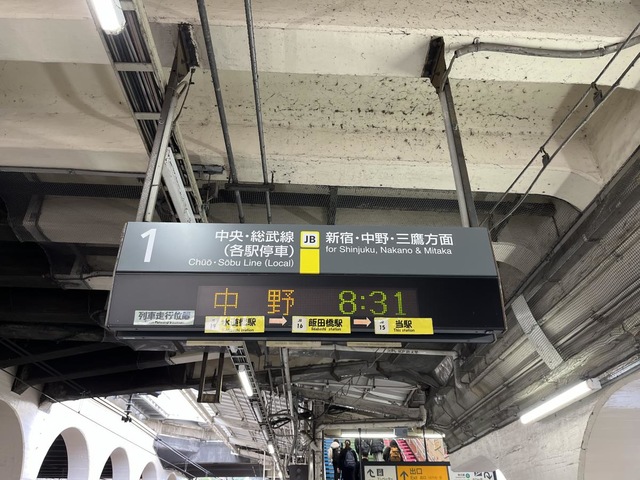 1
中央・総武線
(各駅停車)
Chūō-Sōbu Line (Local)
JB
新宿・中野・三鷹方面
for Shinjuku, Nakano & Mitaka
中野 8:31
列車走行位置
駅
16 飯田橋駅
15 当駅
出口